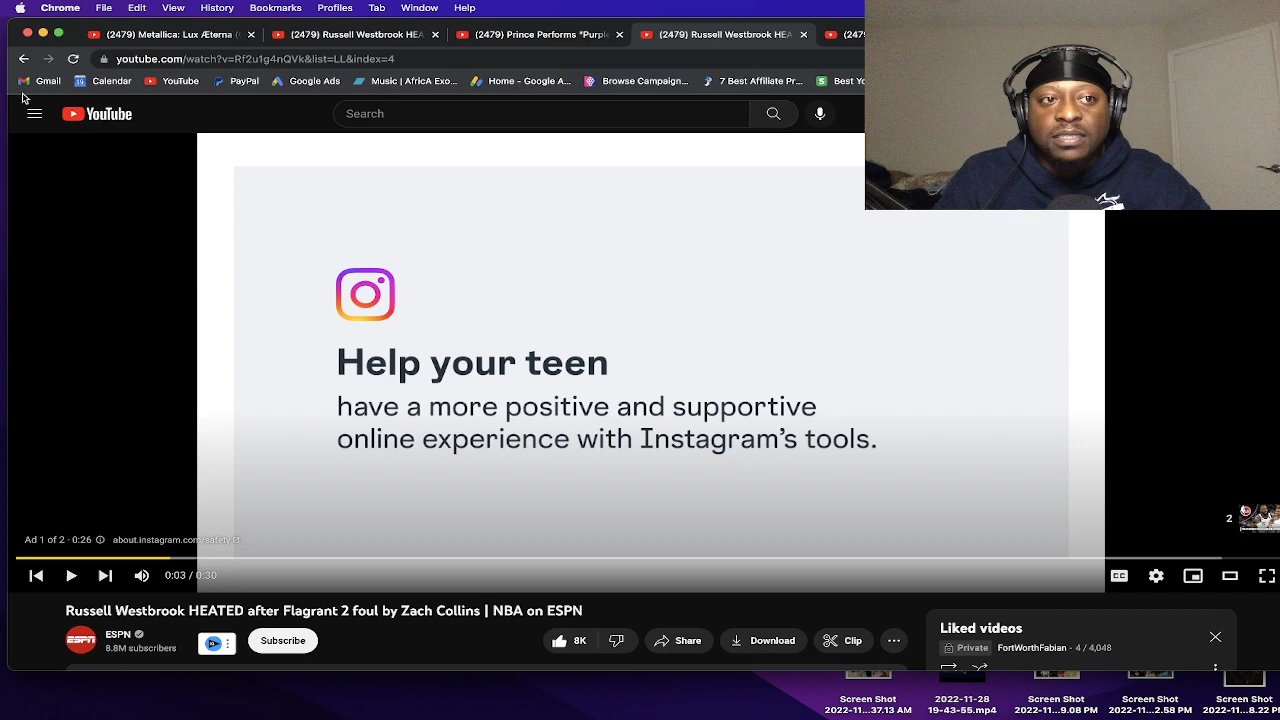 Chrome File Edit View History Bookmarks Profiles Tab Window Help
(2479) Metallica: Lux Æterna (
(2479) Russell Westbrook HEA
(2479) Prince Performs "Purple
(2479) Russell Westbrook HEA
(247
youtube.com/watch?v=Rf2u1g4nQVk&list=LL&index=4
Gmail Calendar YouTube PayPal Google Ads Music | AfricA Exo... Home - Google A... Browse Campaign... 7 Best Affiliate Pr... Best Yo
YouTube
Search
Help your teen
have a more positive and supportive
online experience with Instagram's tools.
2
Ad 1 of 2 · 0:26 about.instagram.com/safety
0:03 / 0:30
CC
Russell Westbrook HEATED after Flagrant 2 foul by Zach Collins | NBA on ESPN
ESPN
8.8M subscribers
Subscribe
8K
Share
Download
Clip
Liked videos
Private FortWorthFabian - 4 / 4,048
Screen Shot
2022-11...37.13 AM
2022-11-28
19-43-55.mp4
Screen Shot
2022-11...9.08 PM
Screen Shot
2022-11...2.58 PM
Screen Shot
2022-11...8.22 PM